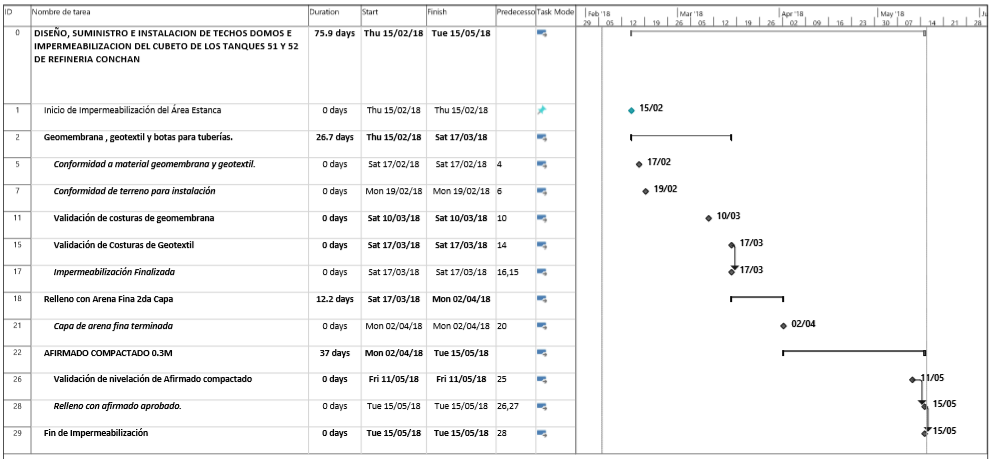 ID Nombre de tarea Duration Start Finish Predeceso Task Mode Feb '18 Mar '18 Apr '18 May '18
29 05 12 19 26 05 12 19 26 02 09 16 23 30 07 14 21
0 DISEÑO, SUMINISTRO E INSTALACION DE TECHOS DOMOS E 75.9 days Thu 15/02/18 Tue 15/05/18
IMPERMEABILIZACION DEL CUBETO DE LOS TANQUES 51 Y 52
DE REFINERIA CONCHAN
1 Inicio de Impermeabilización del Área Estanca 0 days Thu 15/02/18 Thu 15/02/18 15/02
2 Geomembrana , geotextil y botas para tuberías. 26.7 days Thu 15/02/18 Sat 17/03/18
5 Conformidad a material geomembrana y geotextil. 0 days Sat 17/02/18 Sat 17/02/18 4 17/02
7 Conformidad de terreno para instalación 0 days Mon 19/02/18 Mon 19/02/18 6 19/02
11 Validación de costuras de geomembrana 0 days Sat 10/03/18 Sat 10/03/18 10 10/03
15 Validación de Costuras de Geotextil 0 days Sat 17/03/18 Sat 17/03/18 14 17/03
17 Impermeabilización Finalizada 0 days Sat 17/03/18 Sat 17/03/18 16,15 17/03
18 Relleno con Arena Fina 2da Capa 12.2 days Sat 17/03/18 Mon 02/04/18
21 Capa de arena fina terminada 0 days Mon 02/04/18 Mon 02/04/18 20 02/04
22 AFIRMADO COMPACTADO 0.3M 37 days Mon 02/04/18 Tue 15/05/18
26 Validación de nivelación de Afirmado compactado 0 days Fri 11/05/18 Fri 11/05/18 25 11/05
28 Relleno con afirmado aprobado. 0 days Tue 15/05/18 Tue 15/05/18 26,27 15/05
29 Fin de Impermeabilización 0 days Tue 15/05/18 Tue 15/05/18 28 15/05